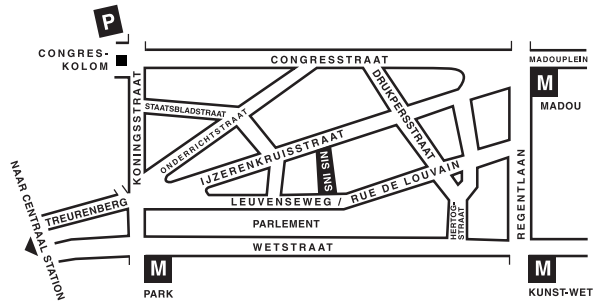 P
CONGRES-
KOLOM
CONGRESSTRAAT
MADOUPLEIN
M
MADOU
KONINGSSTRAAT
STAATSBLADSTRAAT
ONDERRICHTSTRAAT
DRUKPERSSTRAAT
IJZERENKRUISSTRAAT
NIS INS
LEUVENSEWEG / RUE DE LOUVAIN
REGENTLAAN
NAAR CENTRAAL STATION
TREURENBERG
PARLEMENT
HERTOG-
STRAAT
WETSTRAAT
M
PARK
M
KUNST-WET